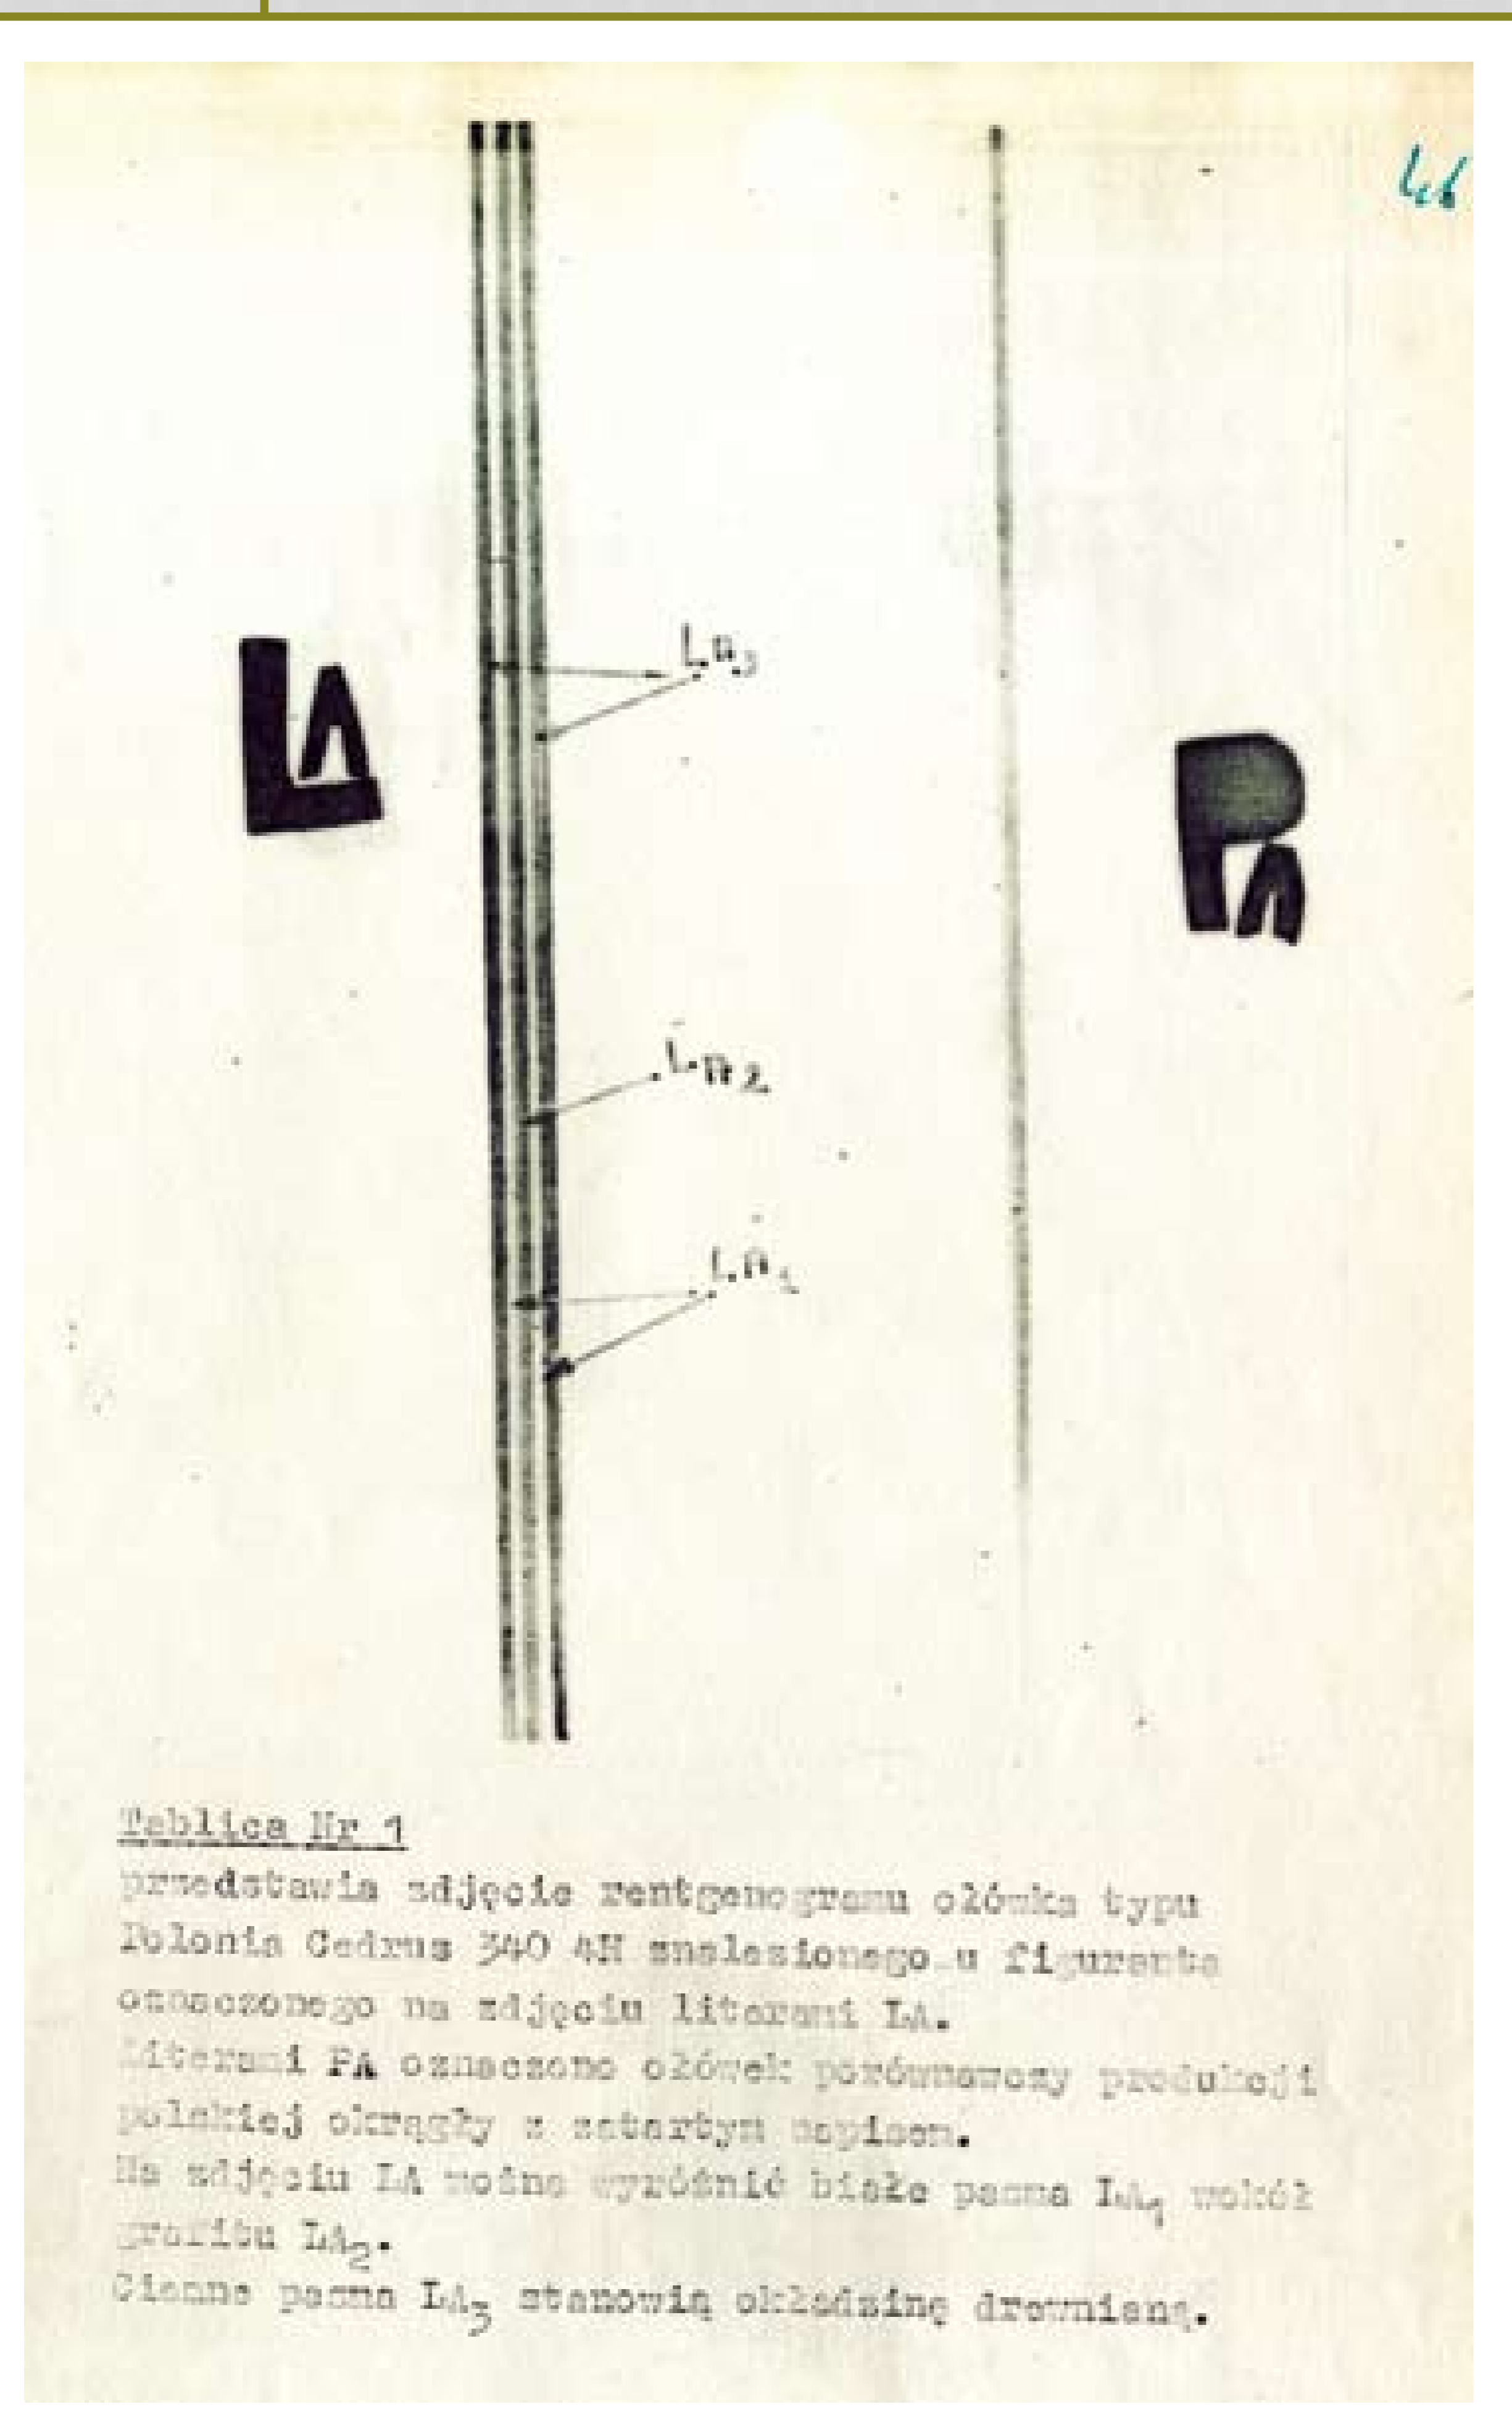 46
LA
LA3
PA
LA2
LA1
Tablica Nr 1
przedstawia zdjęcie rentgenogramu ołówka typu
Polonia Cedrus 340 4H znalezionego u figuranta
oznaczonego na zdjęciu literami LA.
Literami PA oznaczono ołówek porównawczy produkcji
polskiej okrągły z zatartym napisem.
Na zdjęciu LA można wyróżnić białe pasma LA1 wokół
grafitu LA2.
Ciemne pasma LA3 stanowią okładzinę drewnianą.